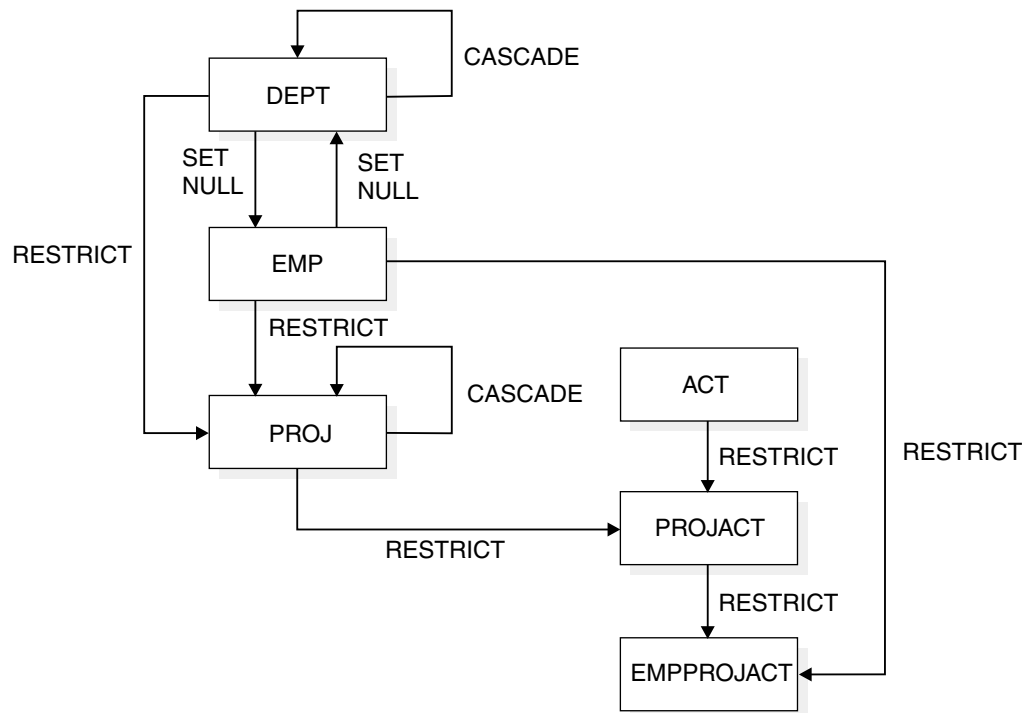 CASCADE
DEPT
SET
NULL
SET
NULL
RESTRICT
EMP
RESTRICT
CASCADE
ACT
PROJ
RESTRICT
RESTRICT
PROJACT
RESTRICT
RESTRICT
EMPPROJACT